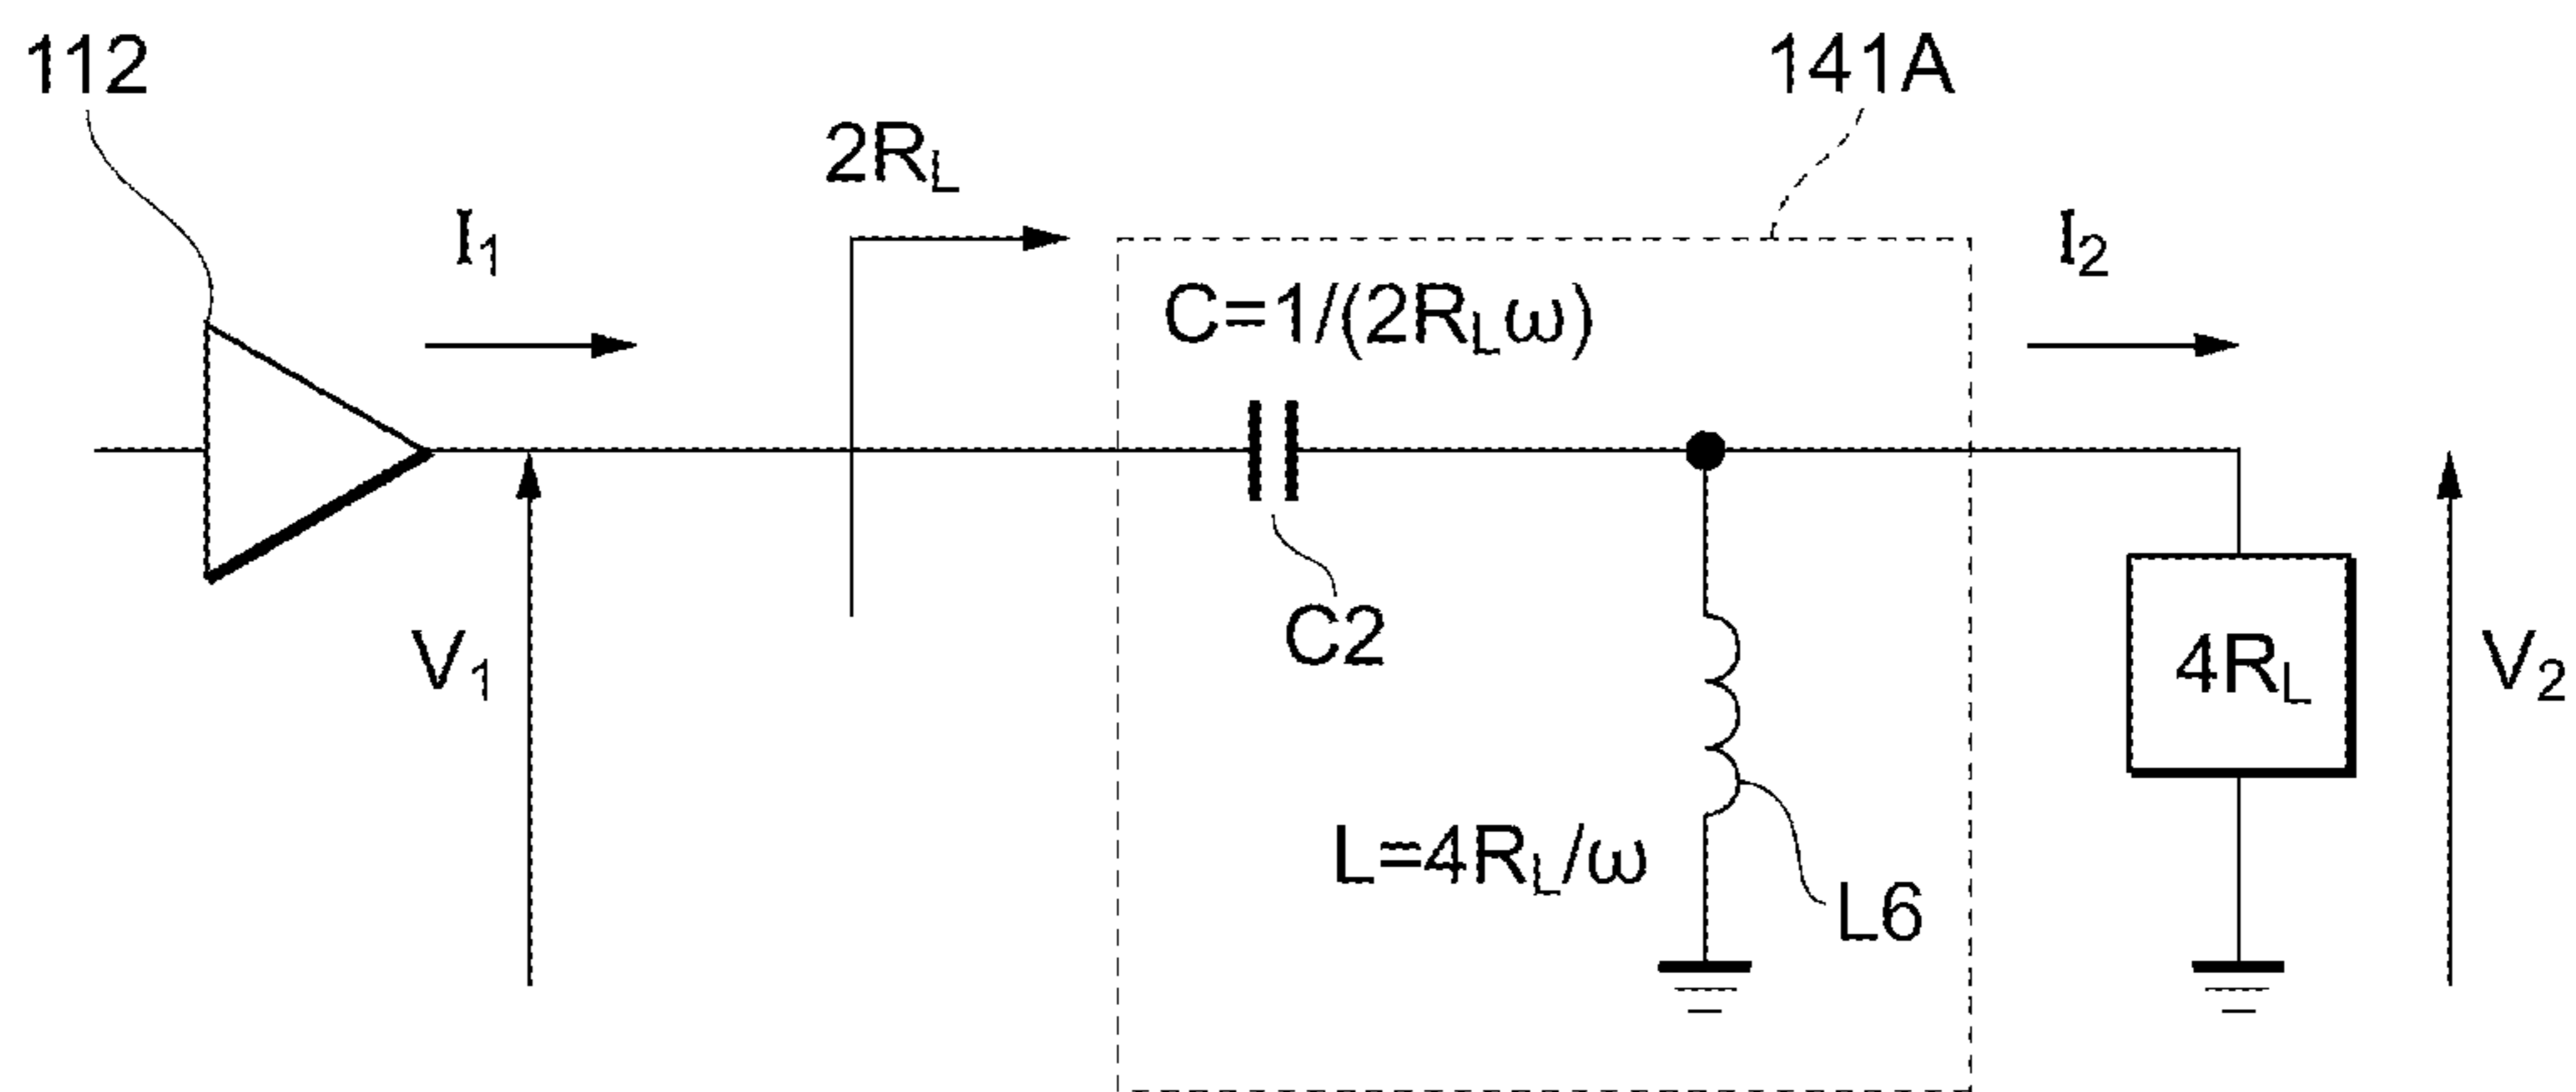 112
141A
2RL
I1
I2
C=1/(2RLω)
C2
V1
4RL
V2
L=4RL/ω
L6